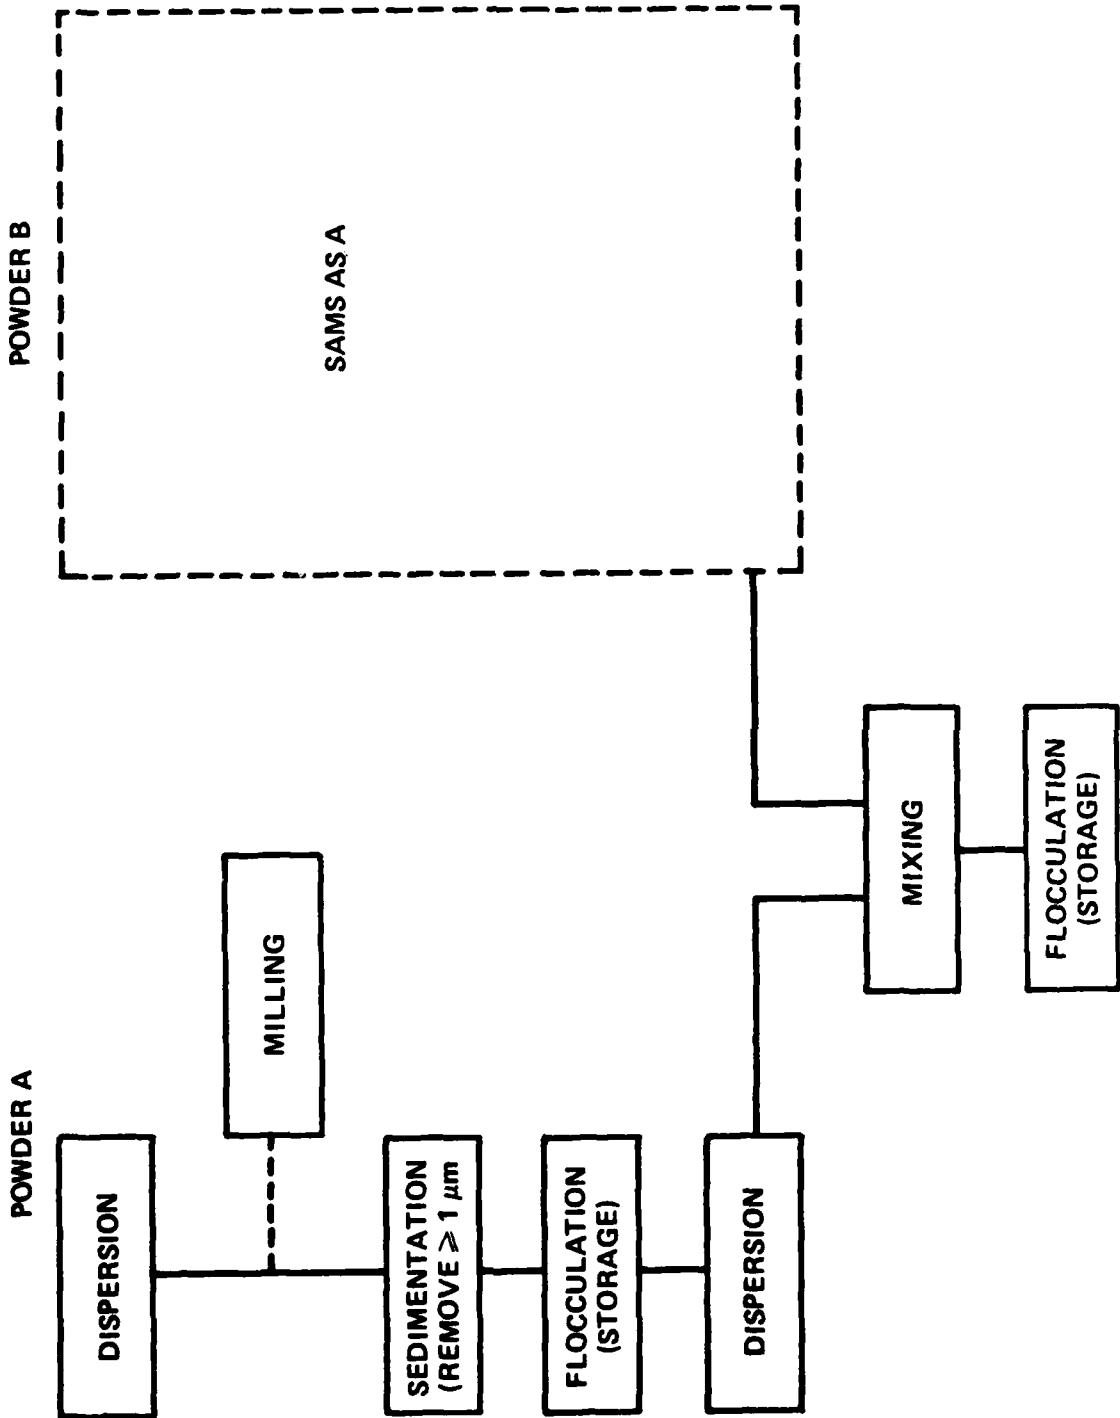 POWDER A
POWDER B
DISPERSION
MILLING
SAMS AS A
SEDIMENTATION
(REMOVE ⩾ 1 μm
FLOCCULATION
(STORAGE)
DISPERSION
MIXING
FLOCCULATION
(STORAGE)